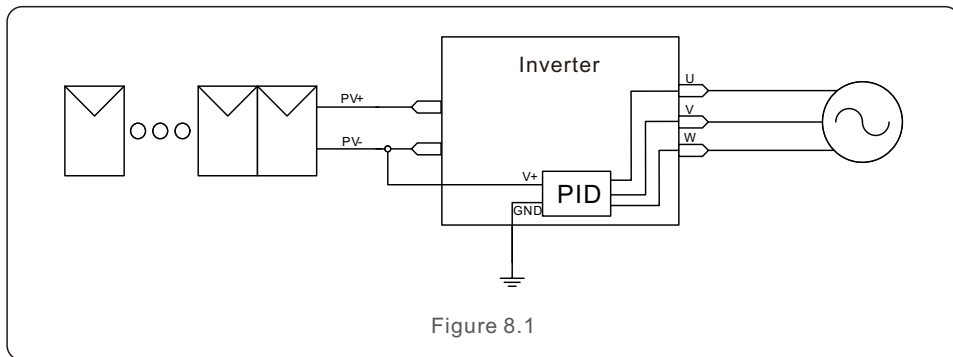 Inverter
U
PV+
V
PV-
W
V+
PID
GND
Figure 8.1